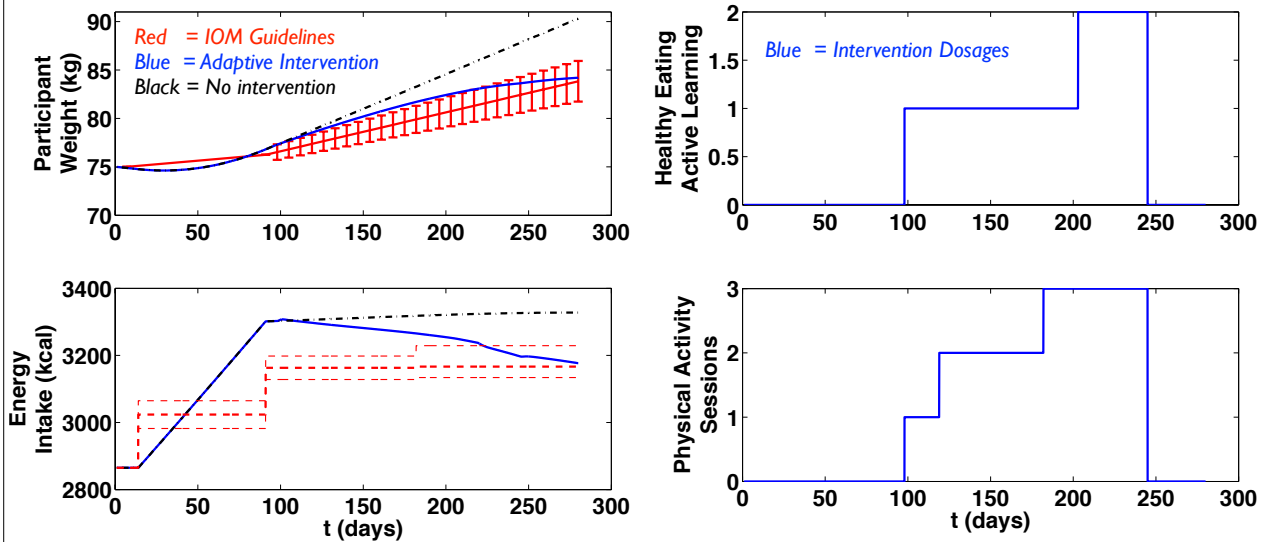 90
85
80
75
70
Participant
Weight (kg)
Red = IOM Guidelines
Blue = Adaptive Intervention
Black = No intervention
0 50 100 150 200 250 300
2
1.5
1
0.5
0
Healthy Eating
Active Learning
Blue = Intervention Dosages
0 50 100 150 200 250 300
3400
3200
3000
2800
Energy
Intake (kcal)
0 50 100 150 200 250 300
t (days)
3
2
1
0
Physical Activity
Sessions
0 50 100 150 200 250 300
t (days)